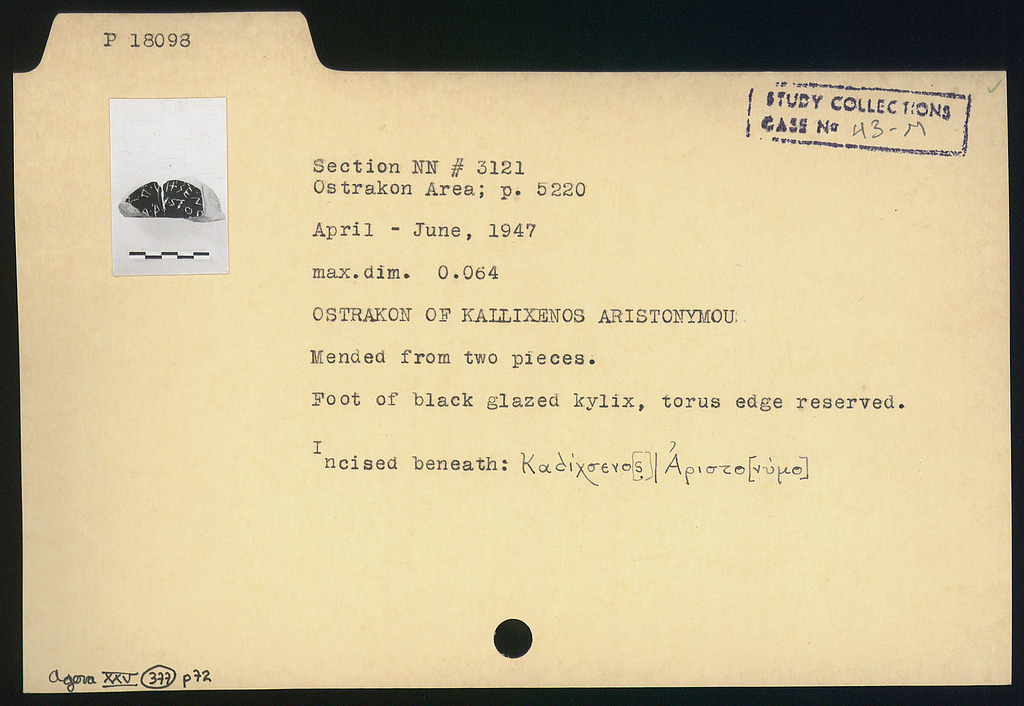 P 18098
STUDY COLLECTIONS
CASE No 43-M
Section NN # 3121
Ostrakon Area; p. 5220
April - June, 1947
max.dim. 0.064
OSTRAKON OF KALLIXENOS ARISTONYMOU
Mended from two pieces.
Foot of black glazed kylix, torus edge reserved.
Incised beneath: Καλίχσενο[ς]| Ἀριστο[νύμο]
Agora XXV 377 p72